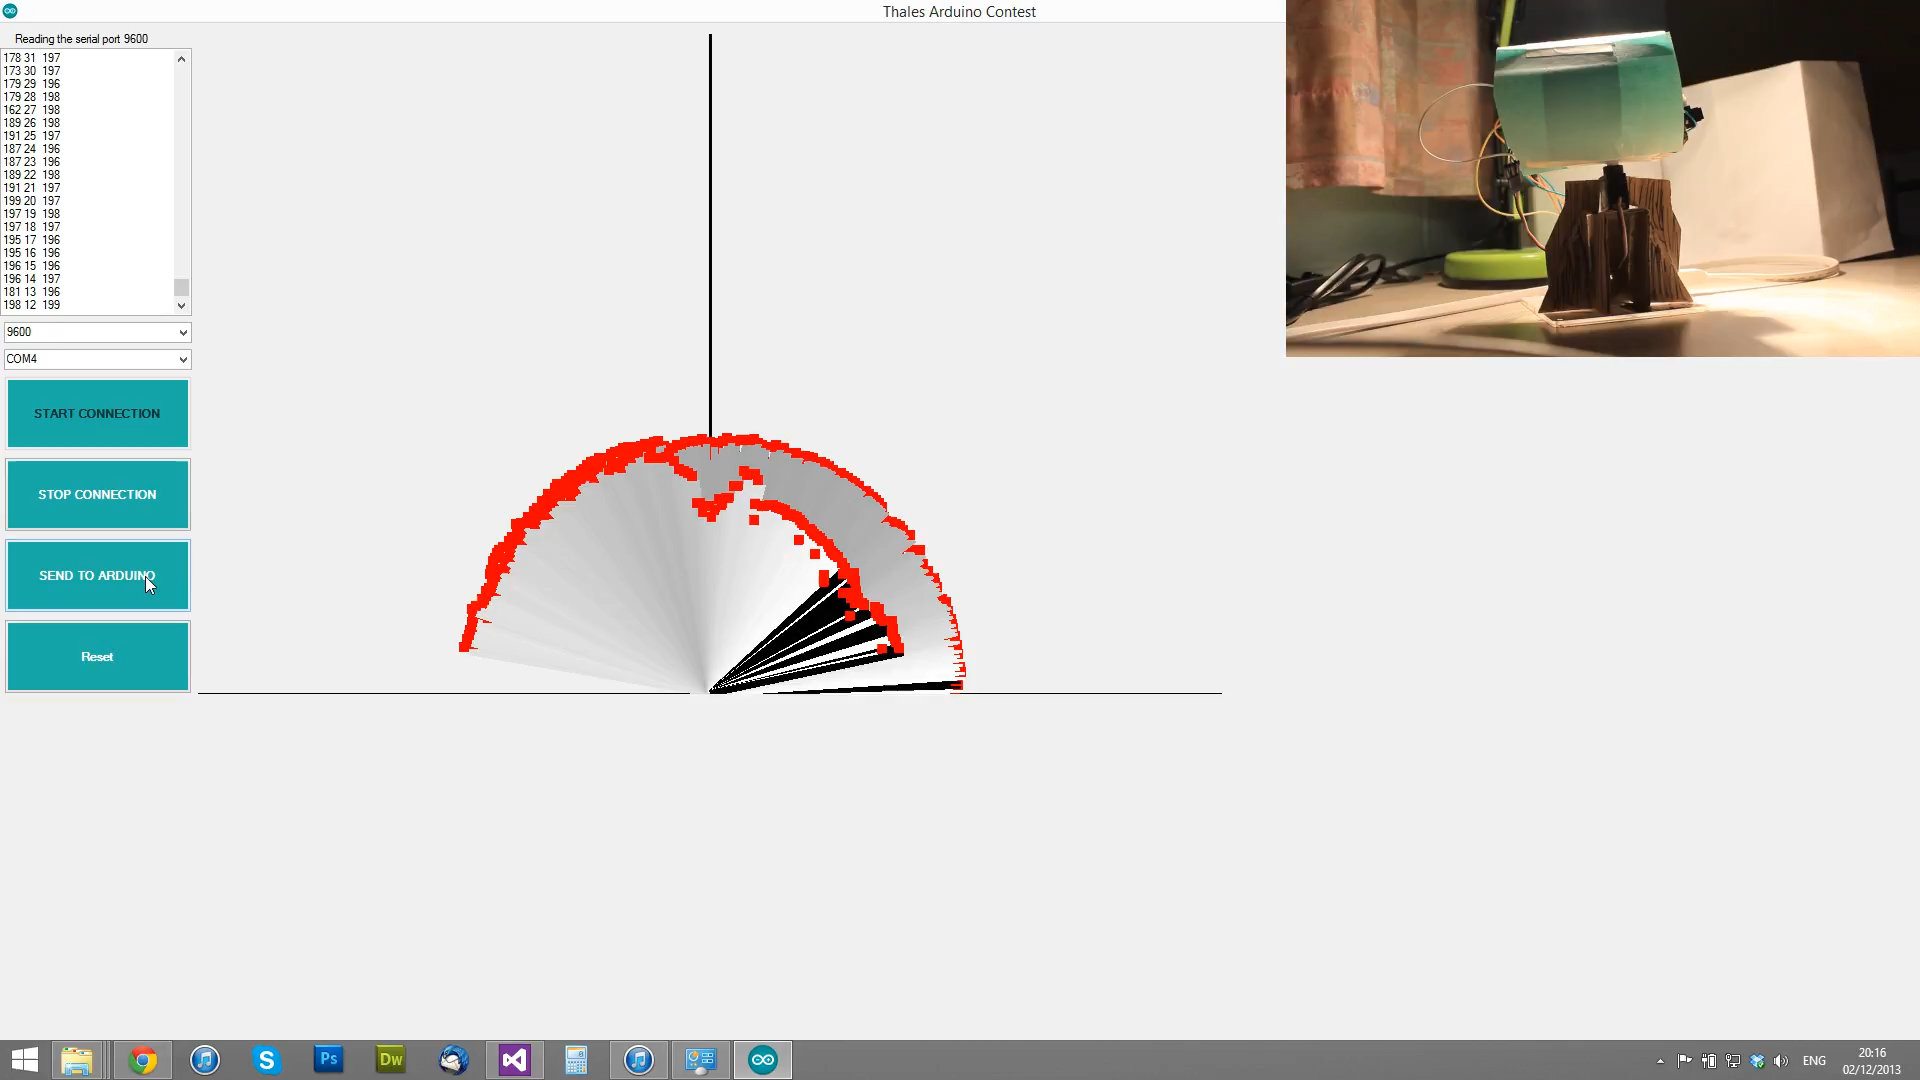 Thales Arduino Contest
Reading the serial port 9600
178 31 197
173 30 197
179 29 196
179 28 198
162 27 198
189 26 198
191 25 197
187 24 196
187 23 196
189 22 198
191 21 197
199 20 197
197 19 198
197 18 197
195 17 196
195 16 196
196 15 196
196 14 197
181 13 196
198 12 199
9600
COM4
START CONNECTION
STOP CONNECTION
SEND TO ARDUINO
Reset
S
Ps
Dw
ENG
20:16
02/12/2013